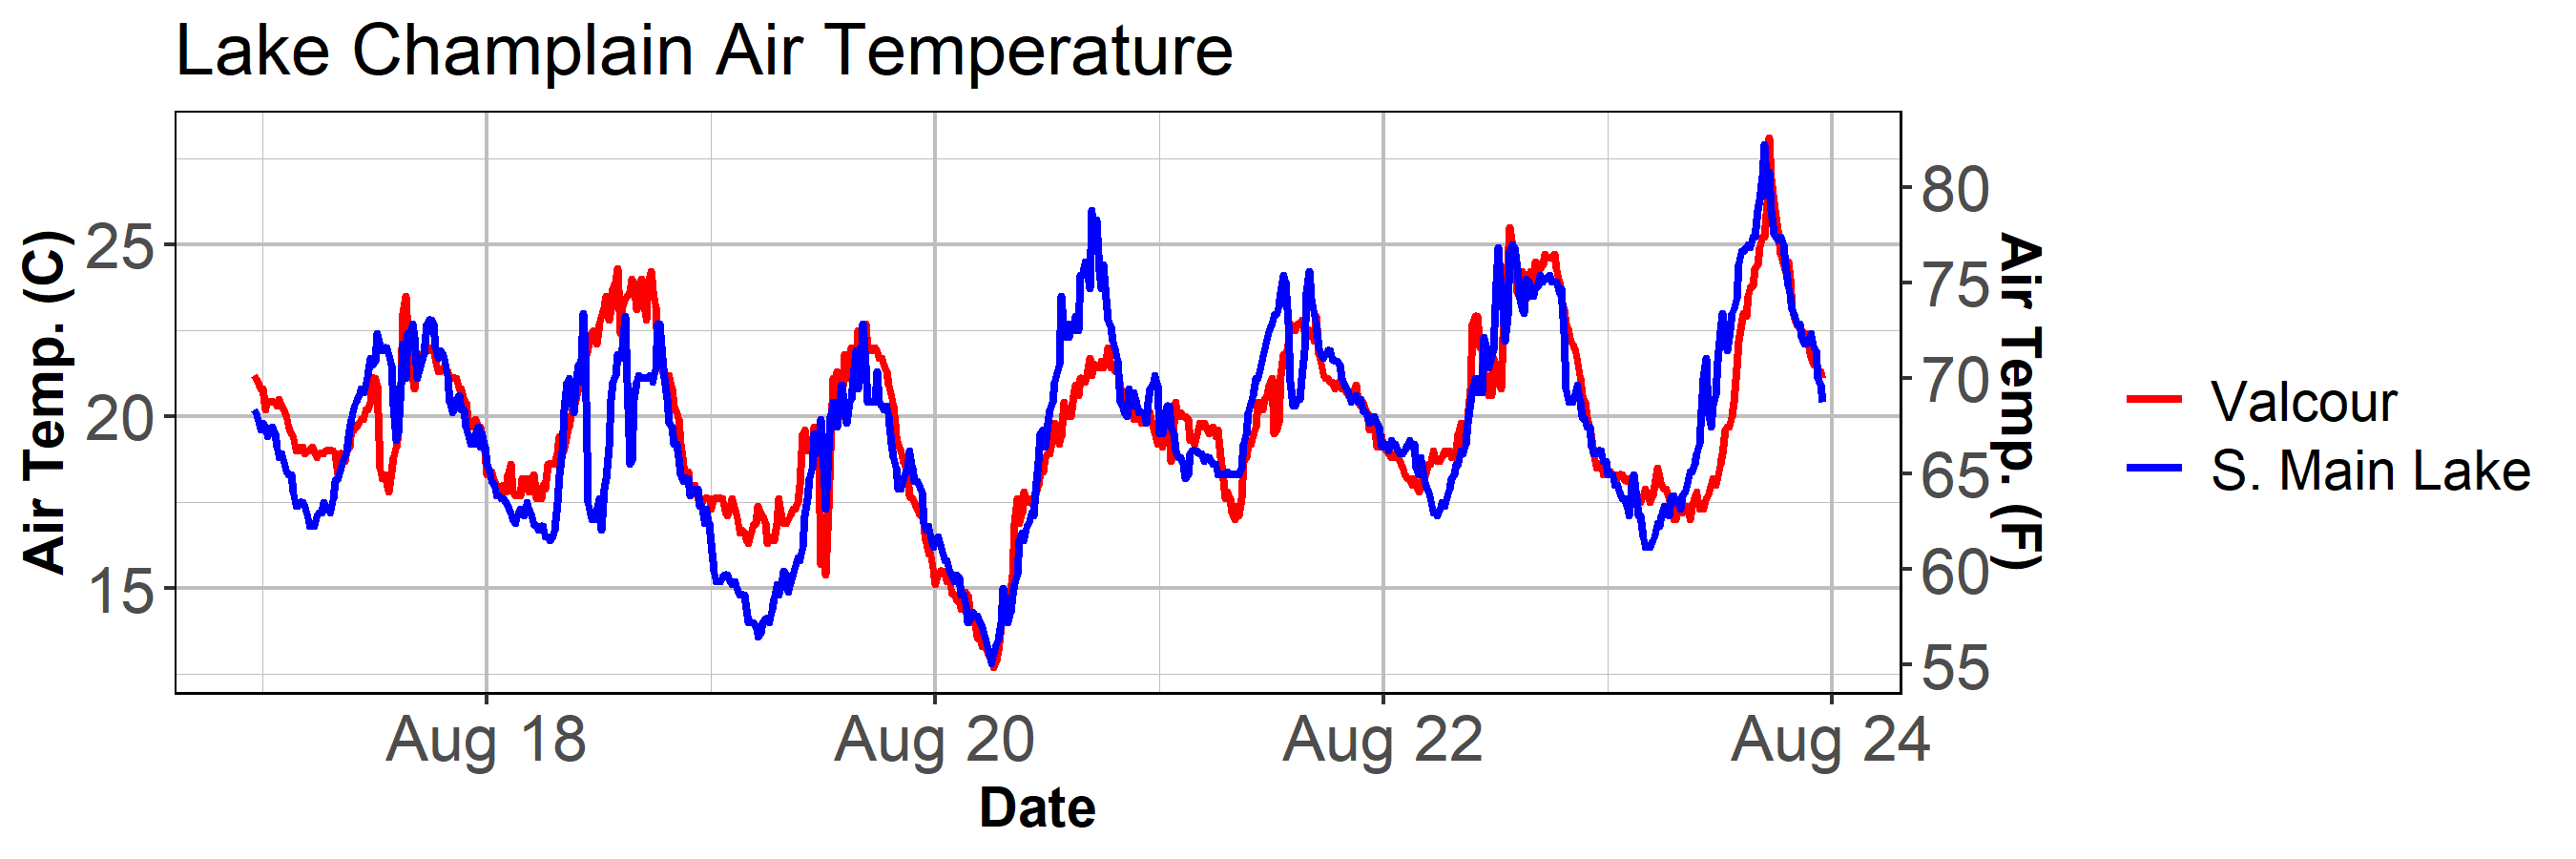 Lake Champlain Air Temperature
Air Temp. (C)
25
20
15
80
75
70
65
60
55
Air Temp. (F)
Valcour
S. Main Lake
Aug 18
Aug 20
Aug 22
Aug 24
Date